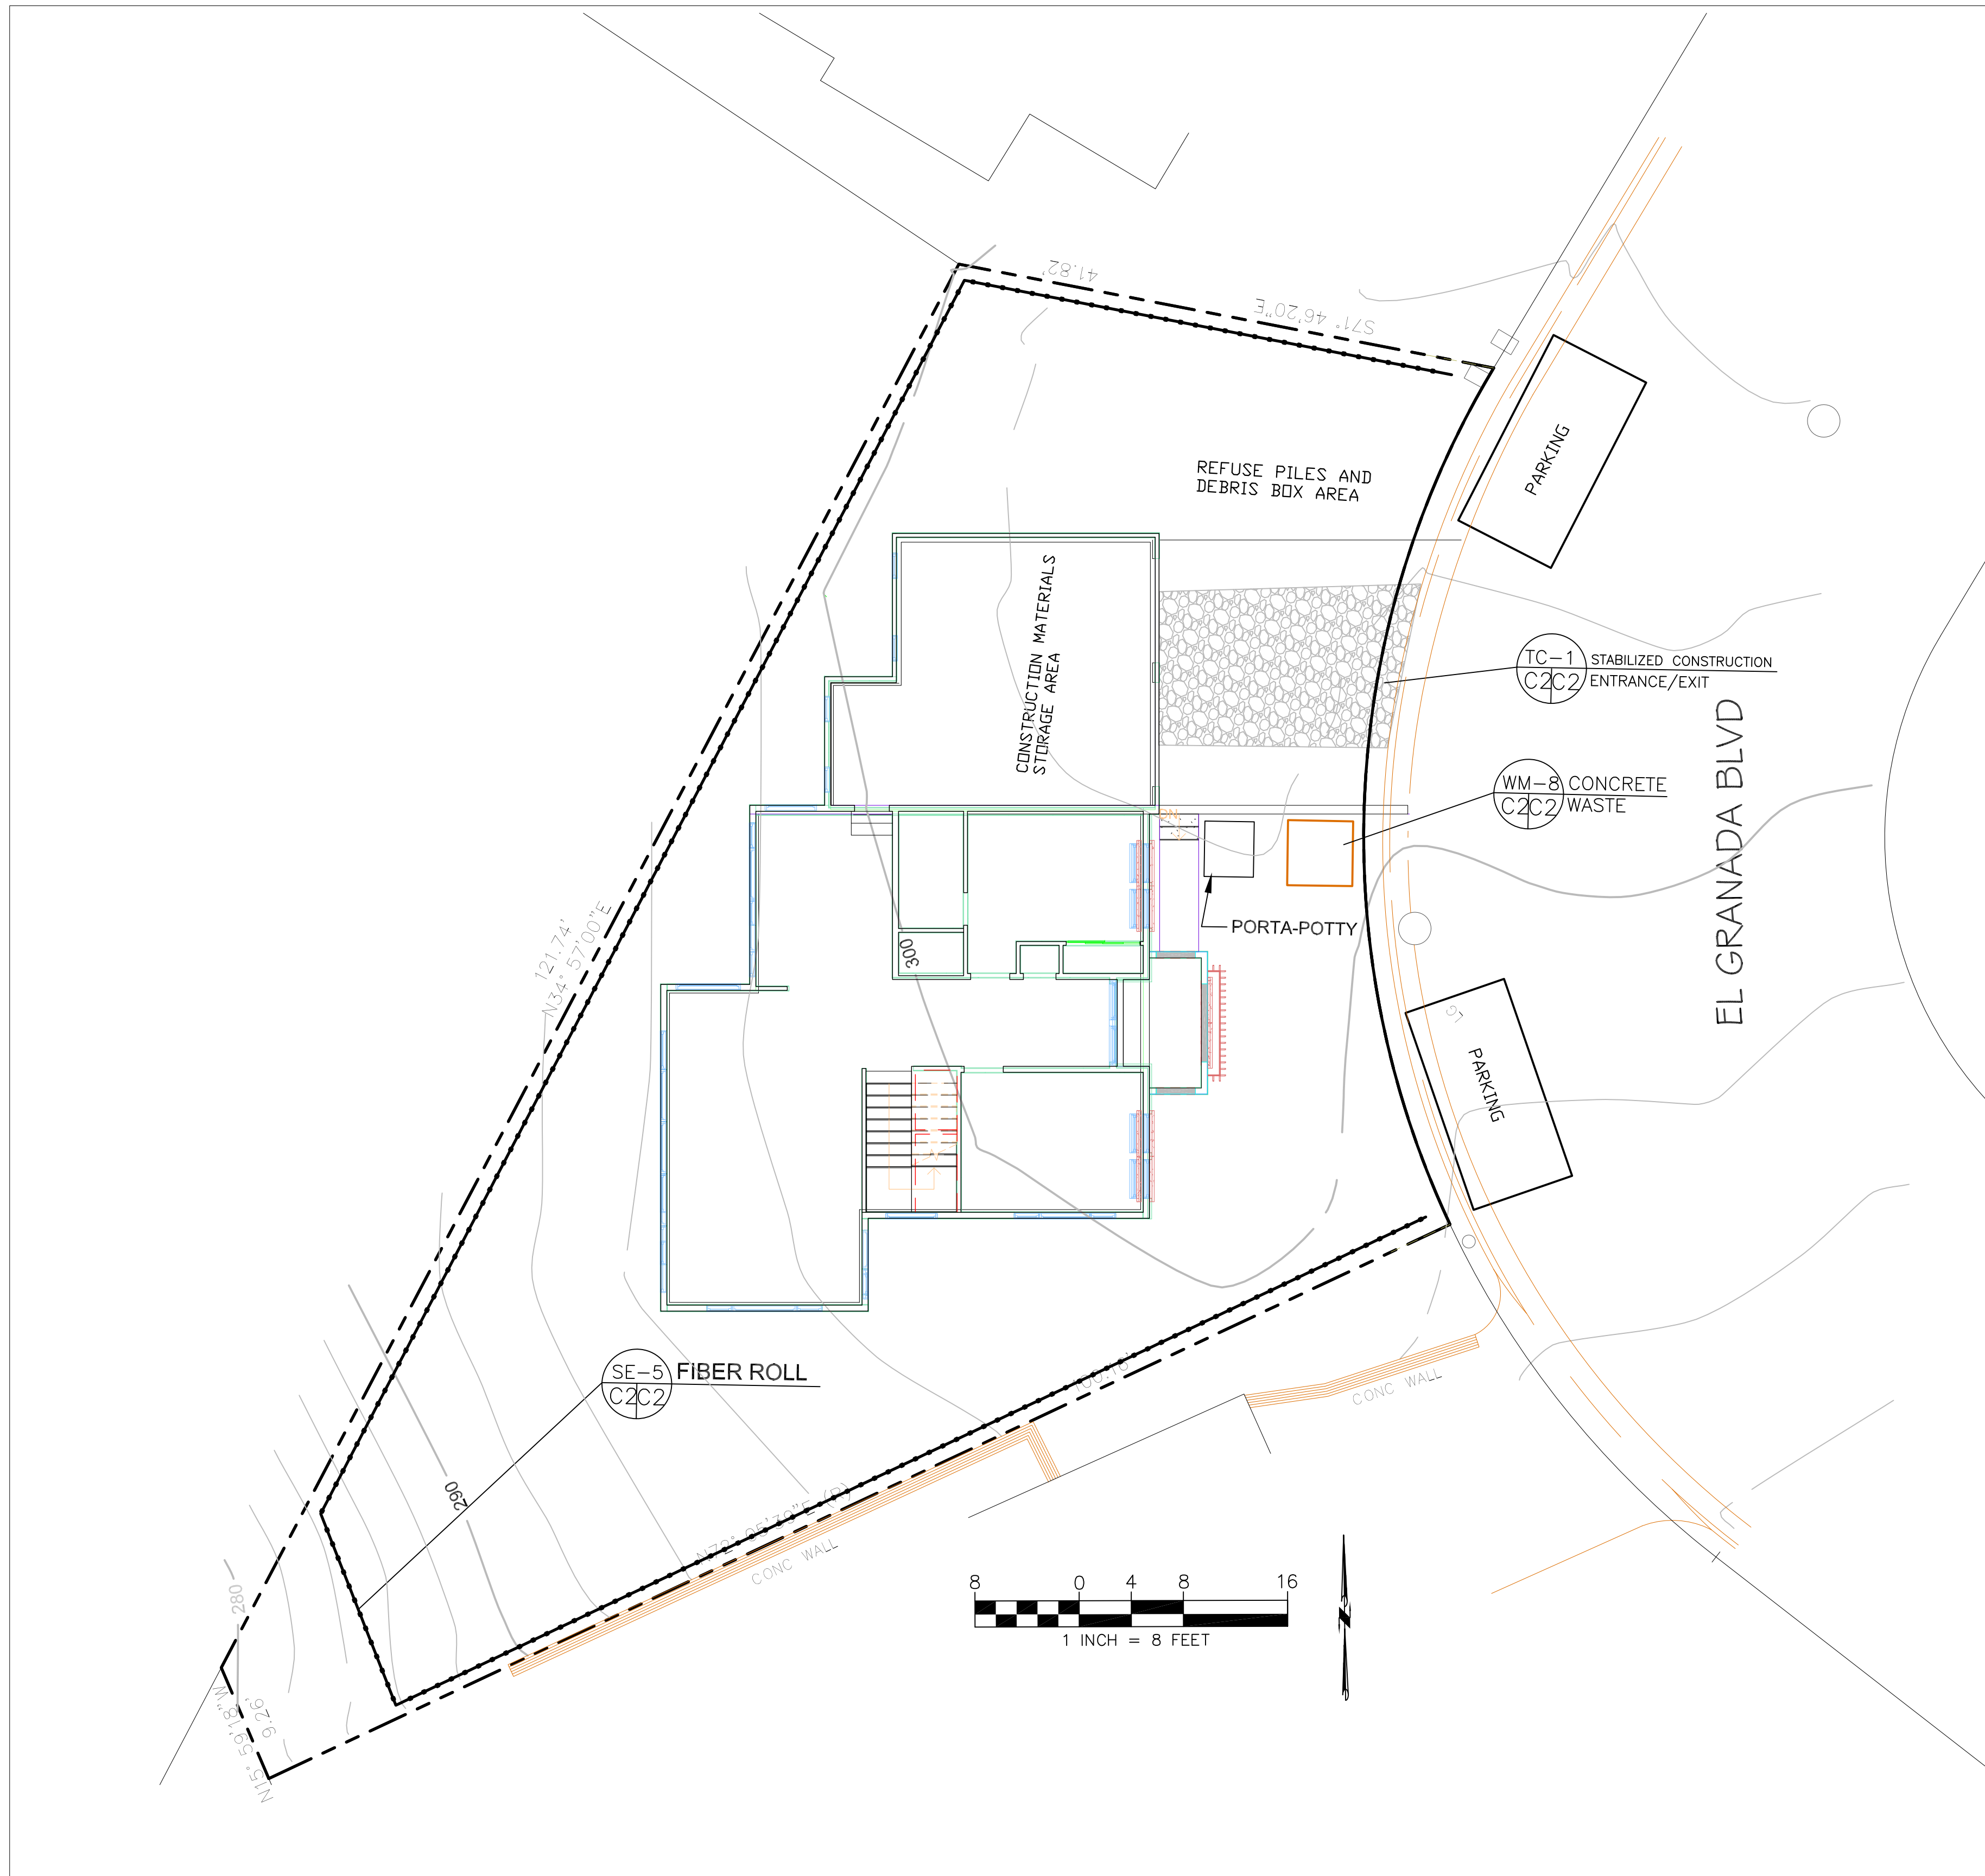 41.82'
S71° 46'20"E
REFUSE PILES AND
DEBRIS BOX AREA
PARKING
CONSTRUCTION MATERIALS
STORAGE AREA
TC-1 STABILIZED CONSTRUCTION
C2 C2 ENTRANCE/EXIT
EL GRANADA BLVD
WM-8 CONCRETE
C2 C2 WASTE
DN
PORTA-POTTY
300
121.74'
N34° 57'00"E
LG
PARKING
SE-5 FIBER ROLL
C2 C2
CONC WALL
290
(R)
CONC WALL
280
N15° 59'18"W
9.26'
8 0 4 8 16
1 INCH = 8 FEET